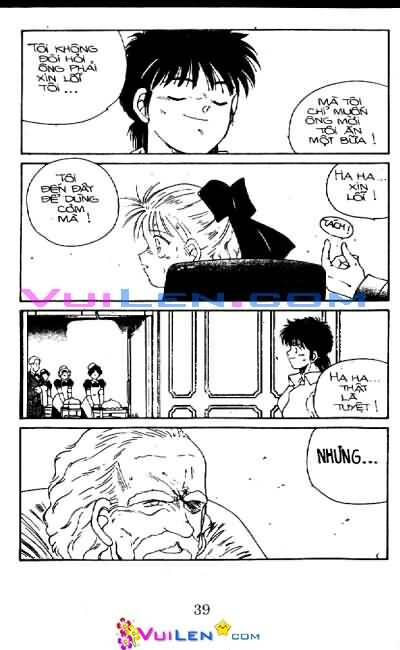 TÔI KHÔNG
ĐÒI HỎI
ÔNG PHẢI
XIN LỖI
TÔI ...
MÀ TÔI
CHỈ MUỐN
ÔNG MỜI
TÔI ĂN
MỘT BỮA !
TÔI
ĐẾN ĐÂY
ĐỂ DÙNG
CƠM
MÀ !
HA HA...
XIN
LỖI !
TÁCH !
VuiLen.com
HA HA...
THẬT
LÀ
TUYỆT !
NHƯNG...
39
VuiLen.com